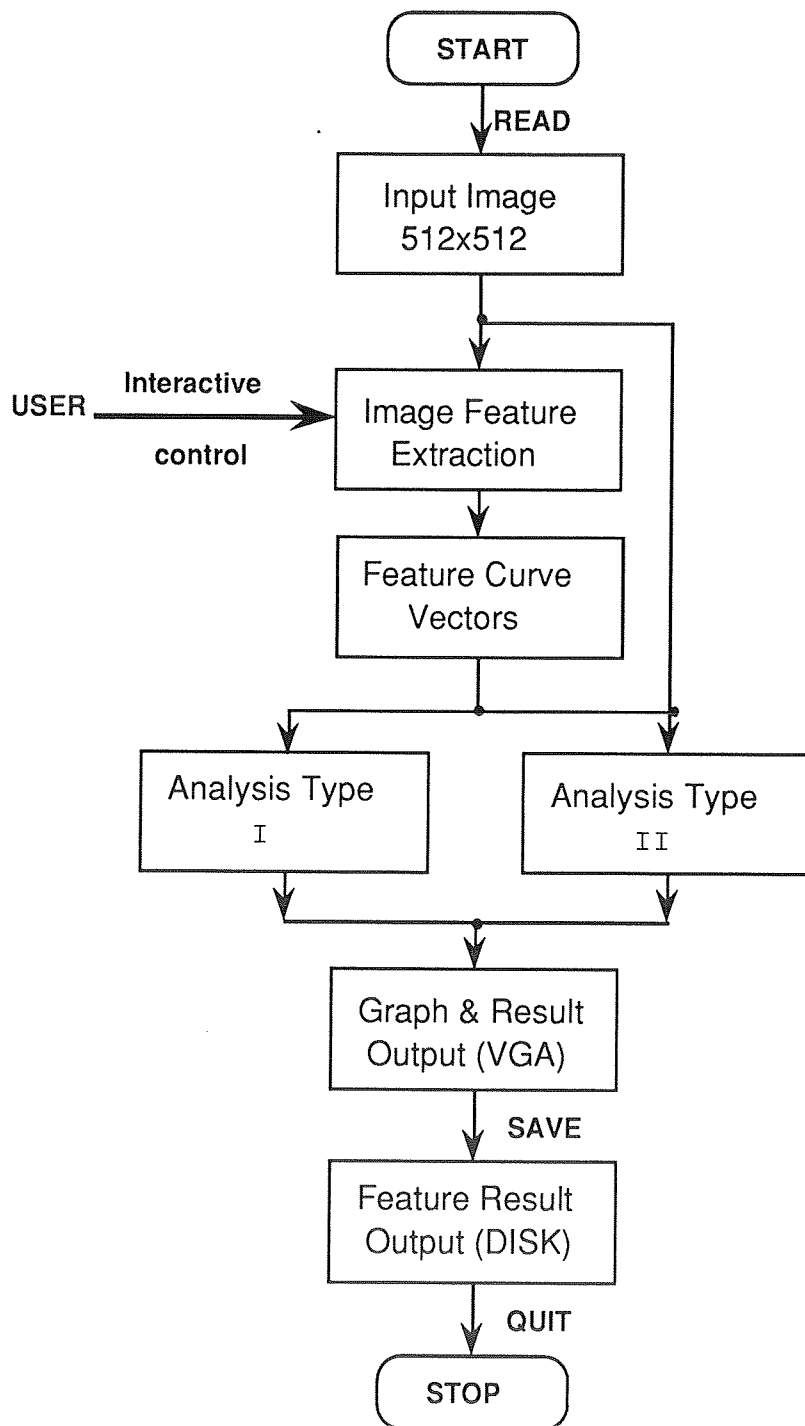 START
READ
Input Image
512x512
Interactive
USER
control
Image Feature
Extraction
Feature Curve
Vectors
Analysis Type
I
Analysis Type
II
Graph & Result
Output (VGA)
SAVE
Feature Result
Output (DISK)
QUIT
STOP